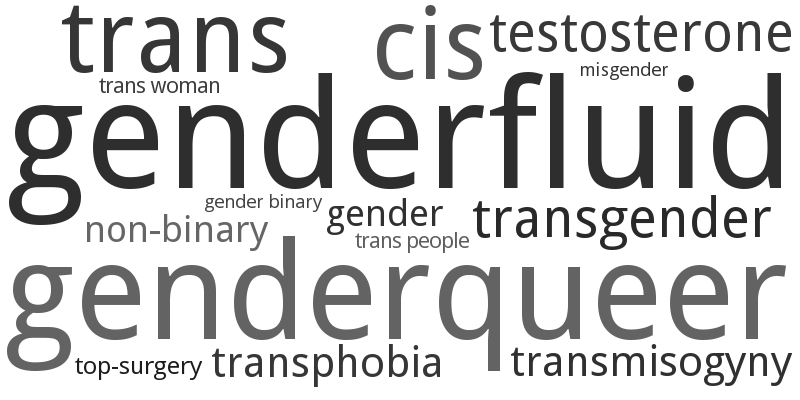 trans
cis
testosterone
misgender
trans woman
genderfluid
gender binary
gender
transgender
non-binary
trans people
genderqueer
top-surgery
transphobia
transmisogyny